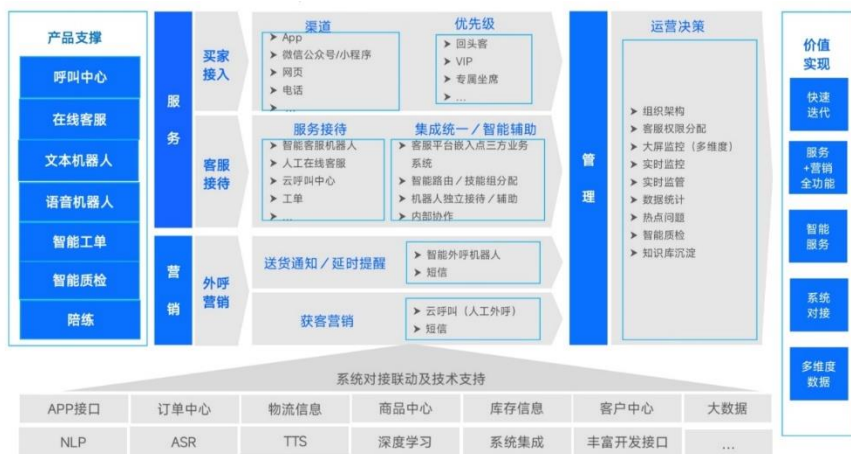 产品支撑
呼叫中心
在线客服
文本机器人
语音机器人
智能工单
智能质检
陪练
服
务
买家
接入
渠道
➤ App
➤ 微信公众号/小程序
➤ 网页
➤ 电话
➤ ...
优先级
➤ 回头客
➤ VIP
➤ 专属坐席
➤ ...
客服
接待
服务接待
➤ 智能客服机器人
➤ 人工在线客服
➤ 云呼叫中心
➤ 工单
➤ ...
集成统一/智能辅助
➤ 客服平台嵌入点三方业务
系统
➤ 智能路由/技能组分配
➤ 机器人独立接待/辅助
➤ 内部协作
营
销
外呼
营销
送货通知/延时提醒
➤ 智能外呼机器人
➤ 短信
获客营销
➤ 云呼叫（人工外呼）
➤ 短信
管
理
运营决策
➤ 组织架构
➤ 客服权限分配
➤ 大屏监控（多维度）
➤ 实时监控
➤ 实时监管
➤ 数据统计
➤ 热点问题
➤ 智能质检
➤ 知识库沉淀
价值
实现
快速
迭代
服务
+营销
全功能
智能
服务
系统
对接
多维度
数据
系统对接联动及技术支持
APP接口 订单中心 物流信息 商品中心 库存信息 客户中心 大数据
NLP ASR TTS 深度学习 系统集成 丰富开发接口 ...